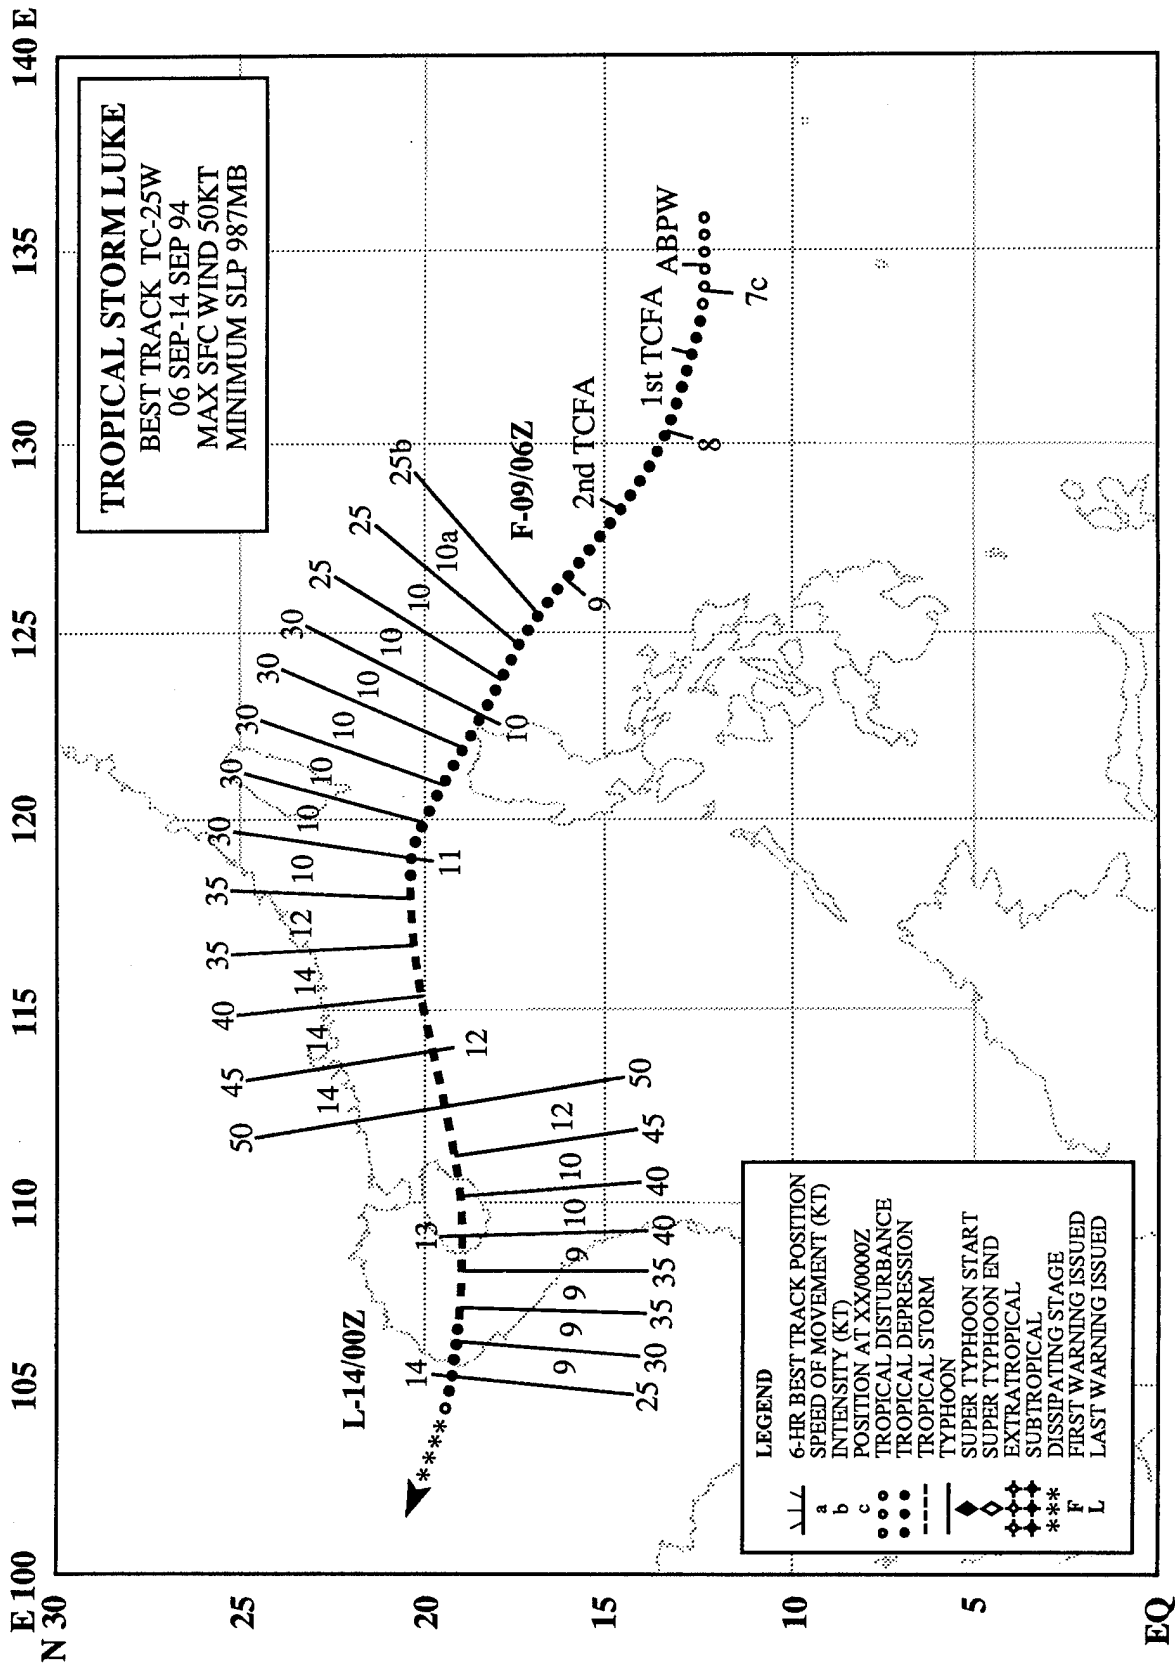 TROPICAL STORM LUKE
BEST TRACK TC-25W
06 SEP-14 SEP 94
MAX SFC WIND 50KT
MINIMUM SLP 987MB
E 100
105
110
115
120
125
130
135
140 E
N 30
25
20
15
10
5
EQ
L-14/00Z
F-09/06Z
2nd TCFA
1st TCFA
ABPW
50
45
40
35
35
30
30
30
30
30
25
25
25b
14
14
14
14
12
10
10
10
10
10
10
10
10a
14
13
12
11
10
9
8
7c
9
9
9
9
10
10
12
25
30
35
35
40
40
45
50
LEGEND
6-HR BEST TRACK POSITION
a SPEED OF MOVEMENT (KT)
b INTENSITY (KT)
c POSITION AT XX/0000Z
TROPICAL DISTURBANCE
TROPICAL DEPRESSION
TROPICAL STORM
TYPHOON
SUPER TYPHOON START
SUPER TYPHOON END
EXTRATROPICAL
SUBTROPICAL
*** DISSIPATING STAGE
F FIRST WARNING ISSUED
L LAST WARNING ISSUED